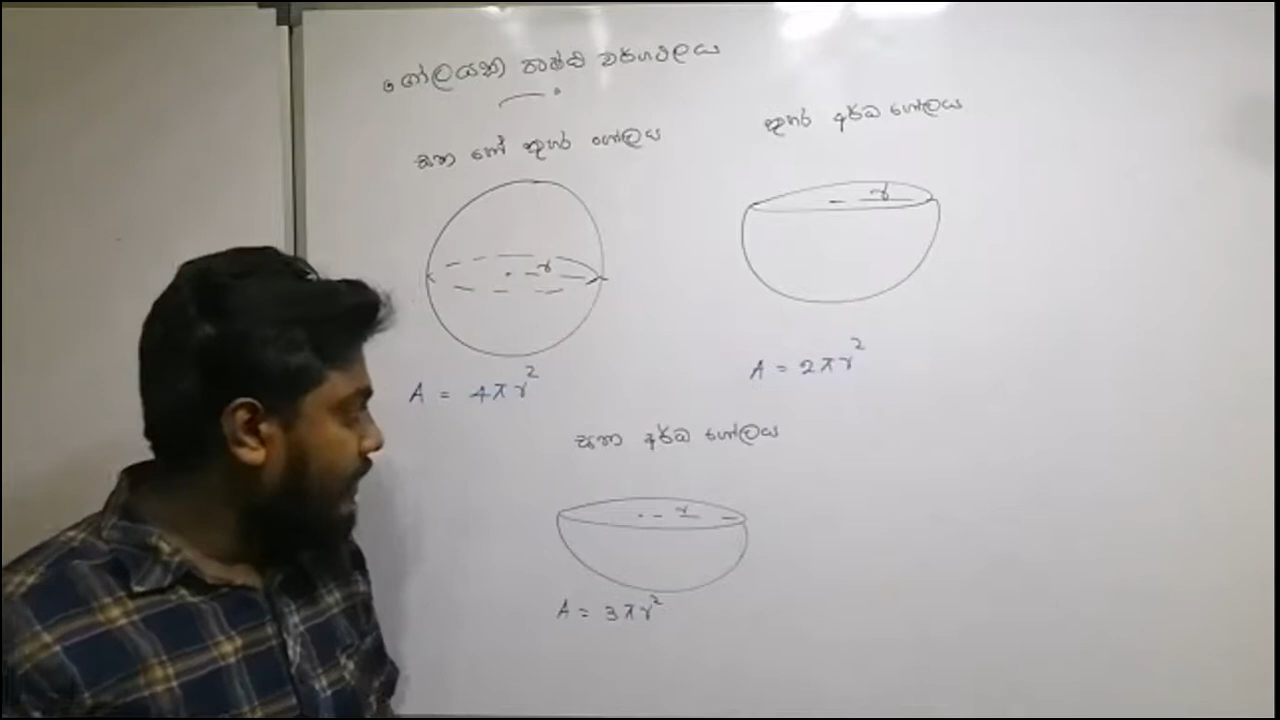 ගෝලයක පෘෂ්ඨ වර්ගඵලය
ඝන හෝ කුහර ගෝලය
r
A = 4πr²
කුහර අර්ධ ගෝලය
r
A = 2πr²
ඝන අර්ධ ගෝලය
r
A = 3πr²